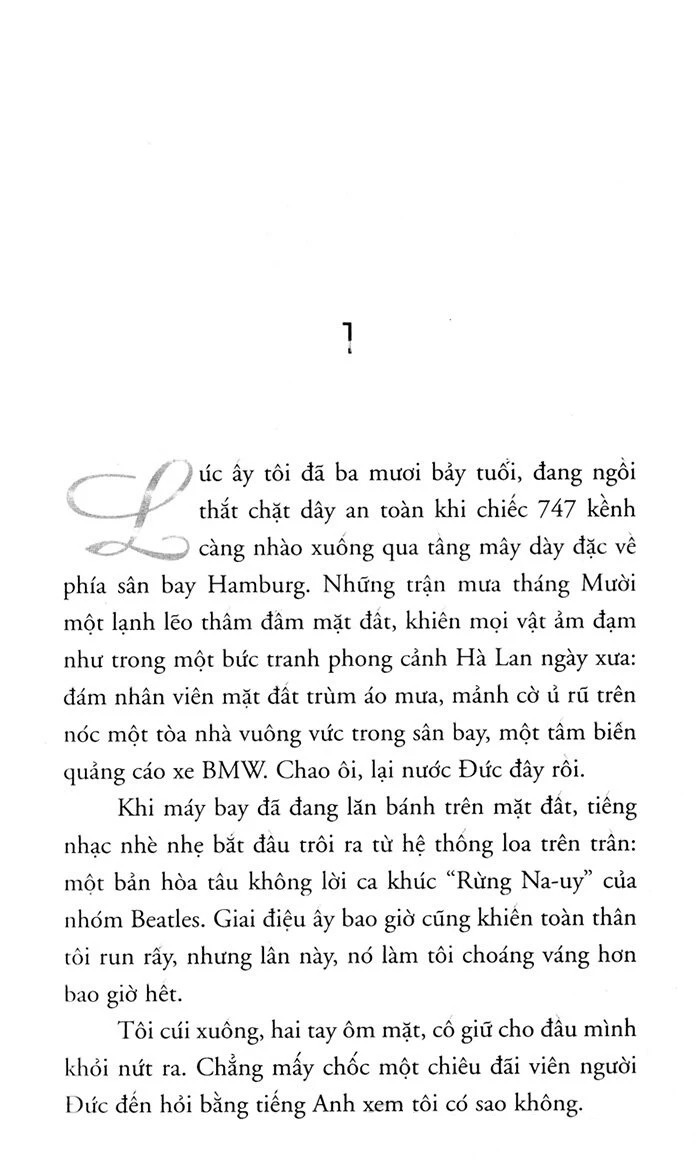 1
Lúc ấy tôi đã ba mươi bảy tuổi, đang ngồi
thắt chặt dây an toàn khi chiếc 747 kềnh
càng nhào xuống qua tầng mây dày đặc về
phía sân bay Hamburg. Những trận mưa tháng Mười
một lạnh lẽo thâm đẫm mặt đất, khiến mọi vật ảm đạm
như trong một bức tranh phong cảnh Hà Lan ngày xưa:
đám nhân viên mặt đất trùm áo mưa, mảnh cờ ủ rũ trên
nóc một tòa nhà vuông vức trong sân bay, một tấm biển
quảng cáo xe BMW. Chao ôi, lại nước Đức đây rồi.
Khi máy bay đã đang lăn bánh trên mặt đất, tiếng
nhạc nhè nhẹ bắt đầu trôi ra từ hệ thống loa trên trần:
một bản hòa tấu không lời ca khúc “Rừng Na-uy” của
nhóm Beatles. Giai điệu ấy bao giờ cũng khiến toàn thân
tôi run rẩy, nhưng lần này, nó làm tôi choáng váng hơn
bao giờ hết.
Tôi cúi xuống, hai tay ôm mặt, cố giữ cho đầu mình
khỏi nứt ra. Chẳng mấy chốc một chiêu đãi viên người
Đức đến hỏi bằng tiếng Anh xem tôi có sao không.